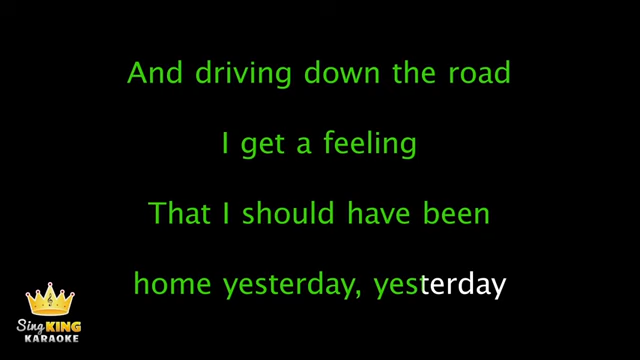 And driving down the road
I get a feeling
That I should have been
home yesterday, yesterday
Sing KING
KARAOKE